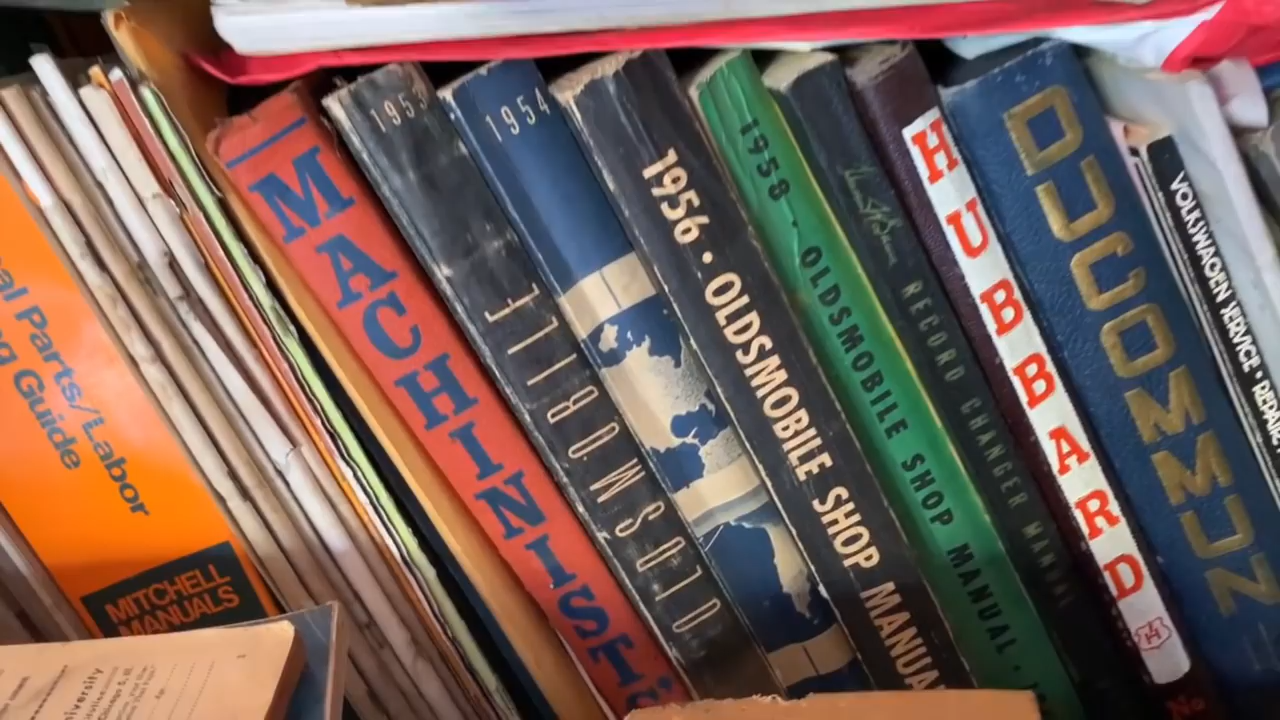 al Parts/Labor
g Guide
MITCHELL
MANUALS
MACHINIST
1953
OLDSMOBILE
1954
1956 • OLDSMOBILE SHOP MANUAL
1958 - OLDSMOBILE SHOP MANUAL •
RECORD CHANGER MANUAL
HUBBARD
H
No
DUCOMMUN
VOLKSWAGEN SERVICE • REPAIR